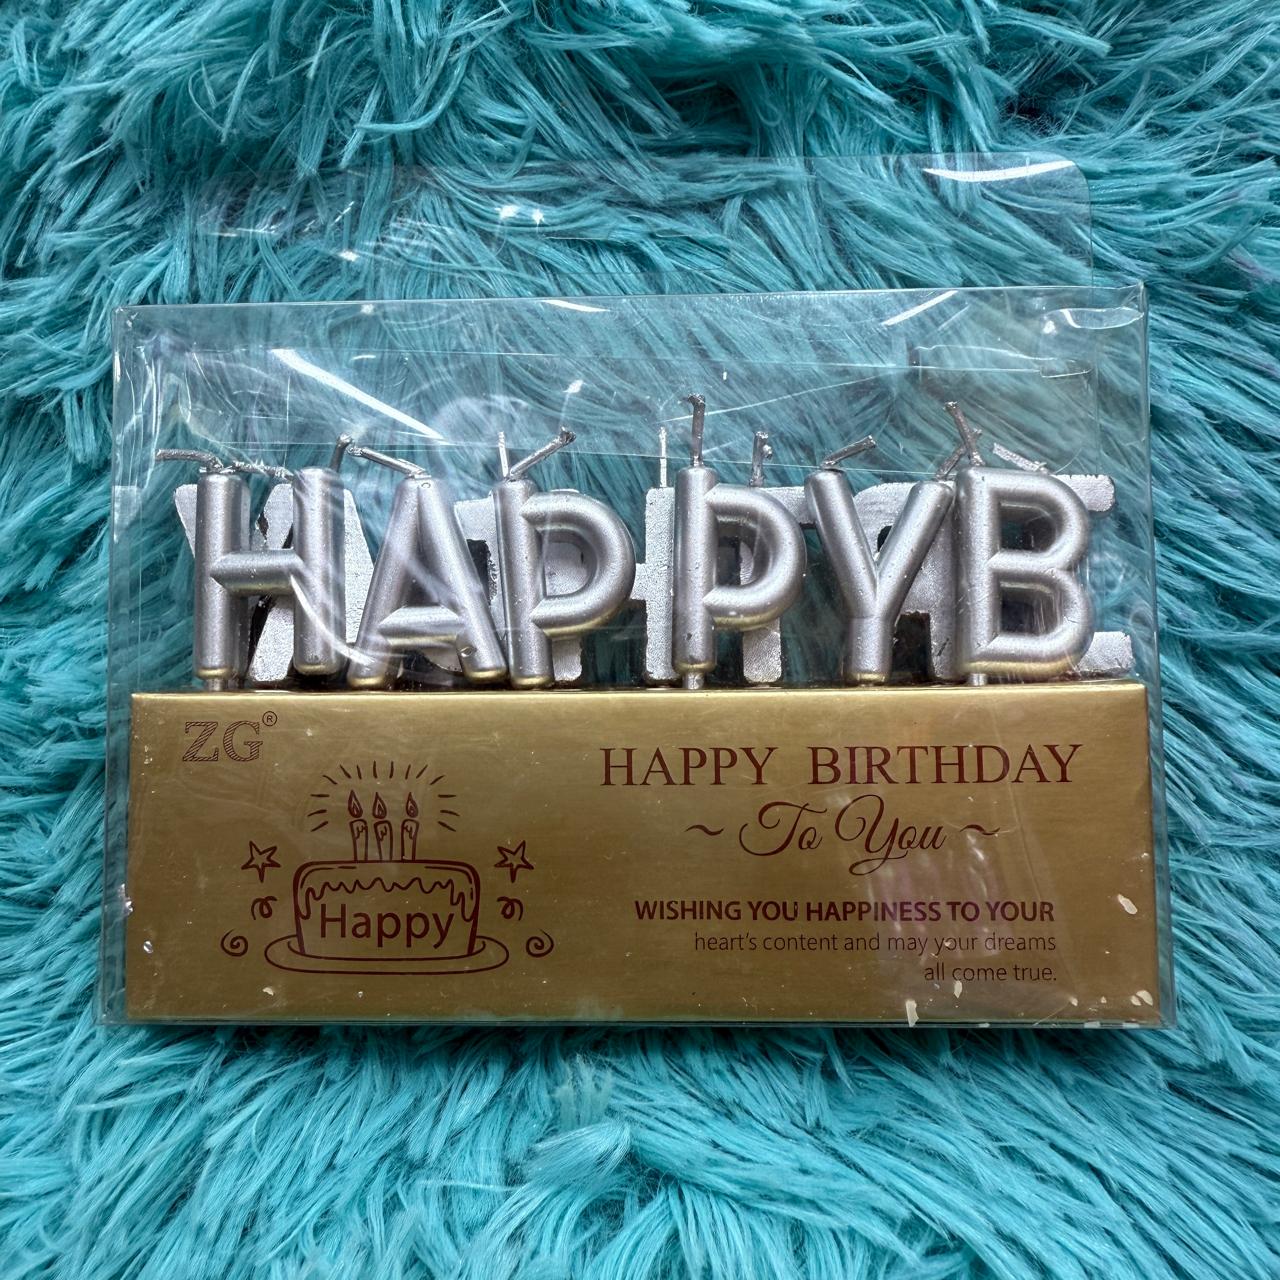 HAPPYB
ZG®
Happy
HAPPY BIRTHDAY
~ To You ~
WISHING YOU HAPPINESS TO YOUR
heart's content and may your dreams
all come true.